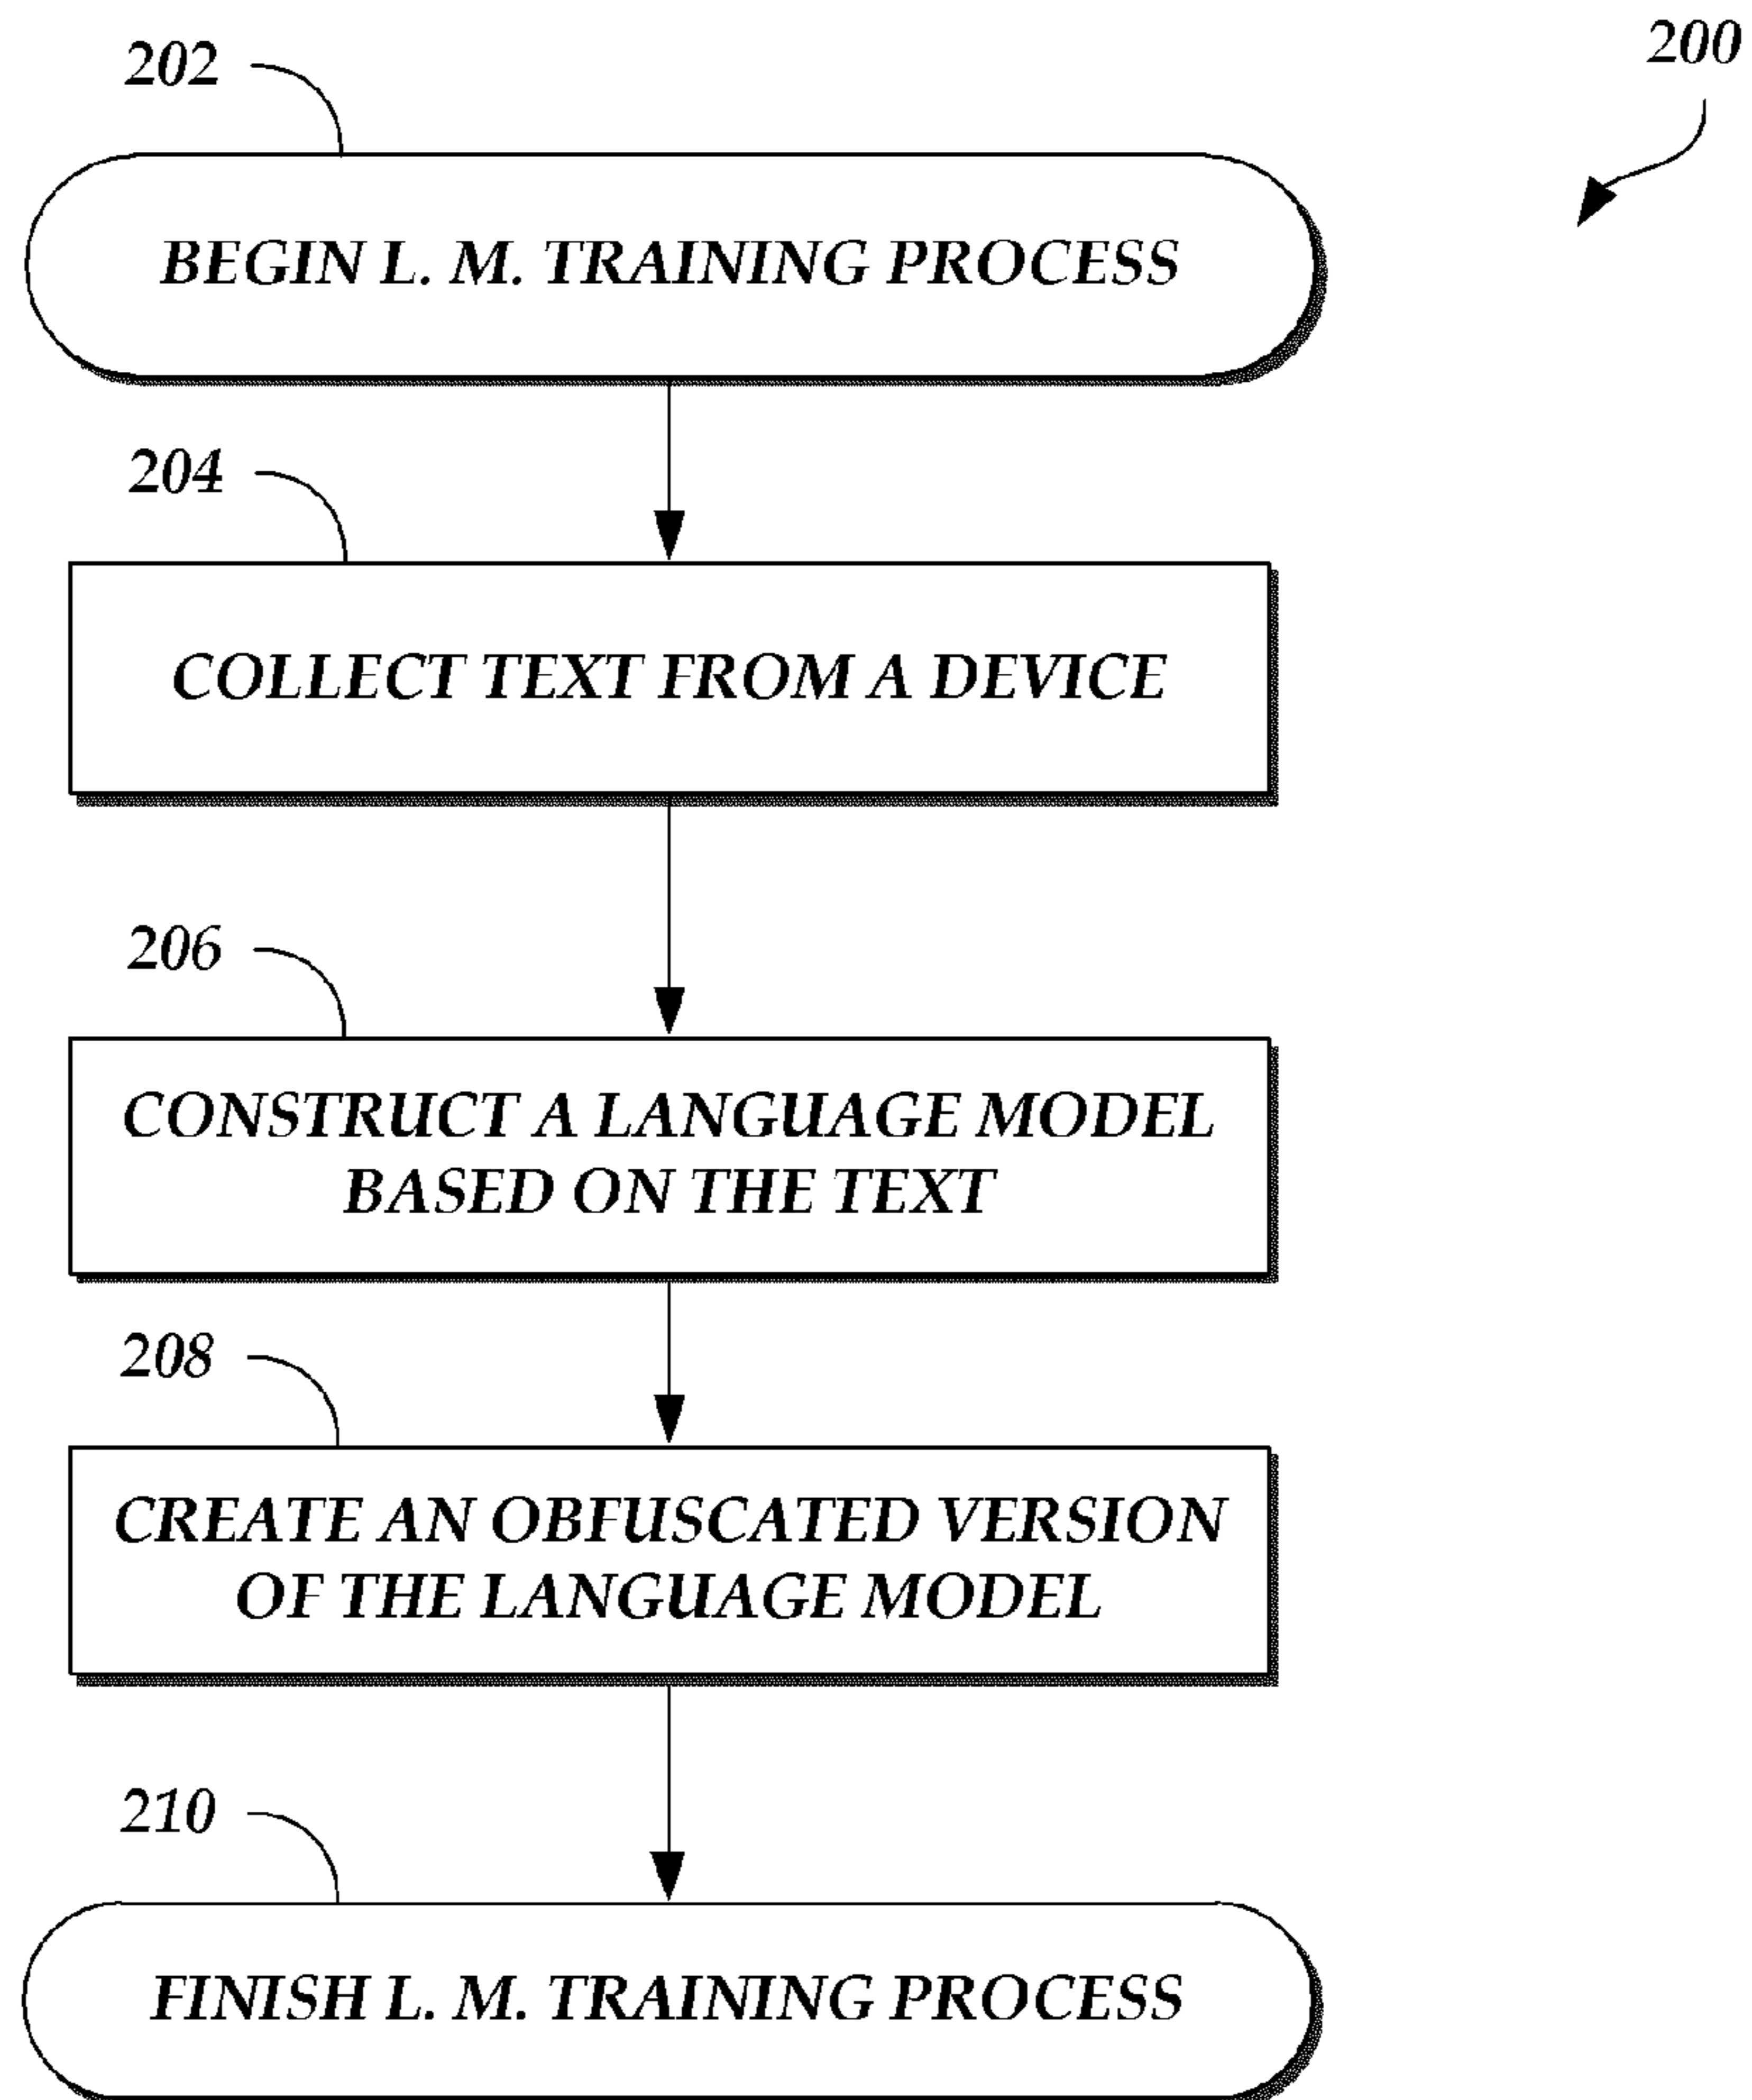 200
202
BEGIN L. M. TRAINING PROCESS
204
COLLECT TEXT FROM A DEVICE
206
CONSTRUCT A LANGUAGE MODEL
BASED ON THE TEXT
208
CREATE AN OBFUSCATED VERSION
OF THE LANGUAGE MODEL
210
FINISH L. M. TRAINING PROCESS